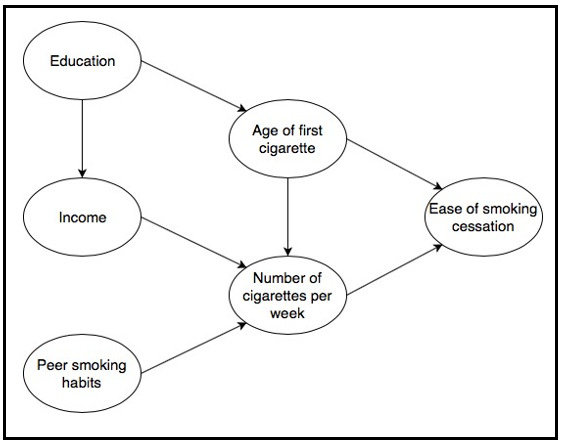 Education
Age of first
cigarette
Income
Ease of smoking
cessation
Number of
cigarettes per
week
Peer smoking
habits